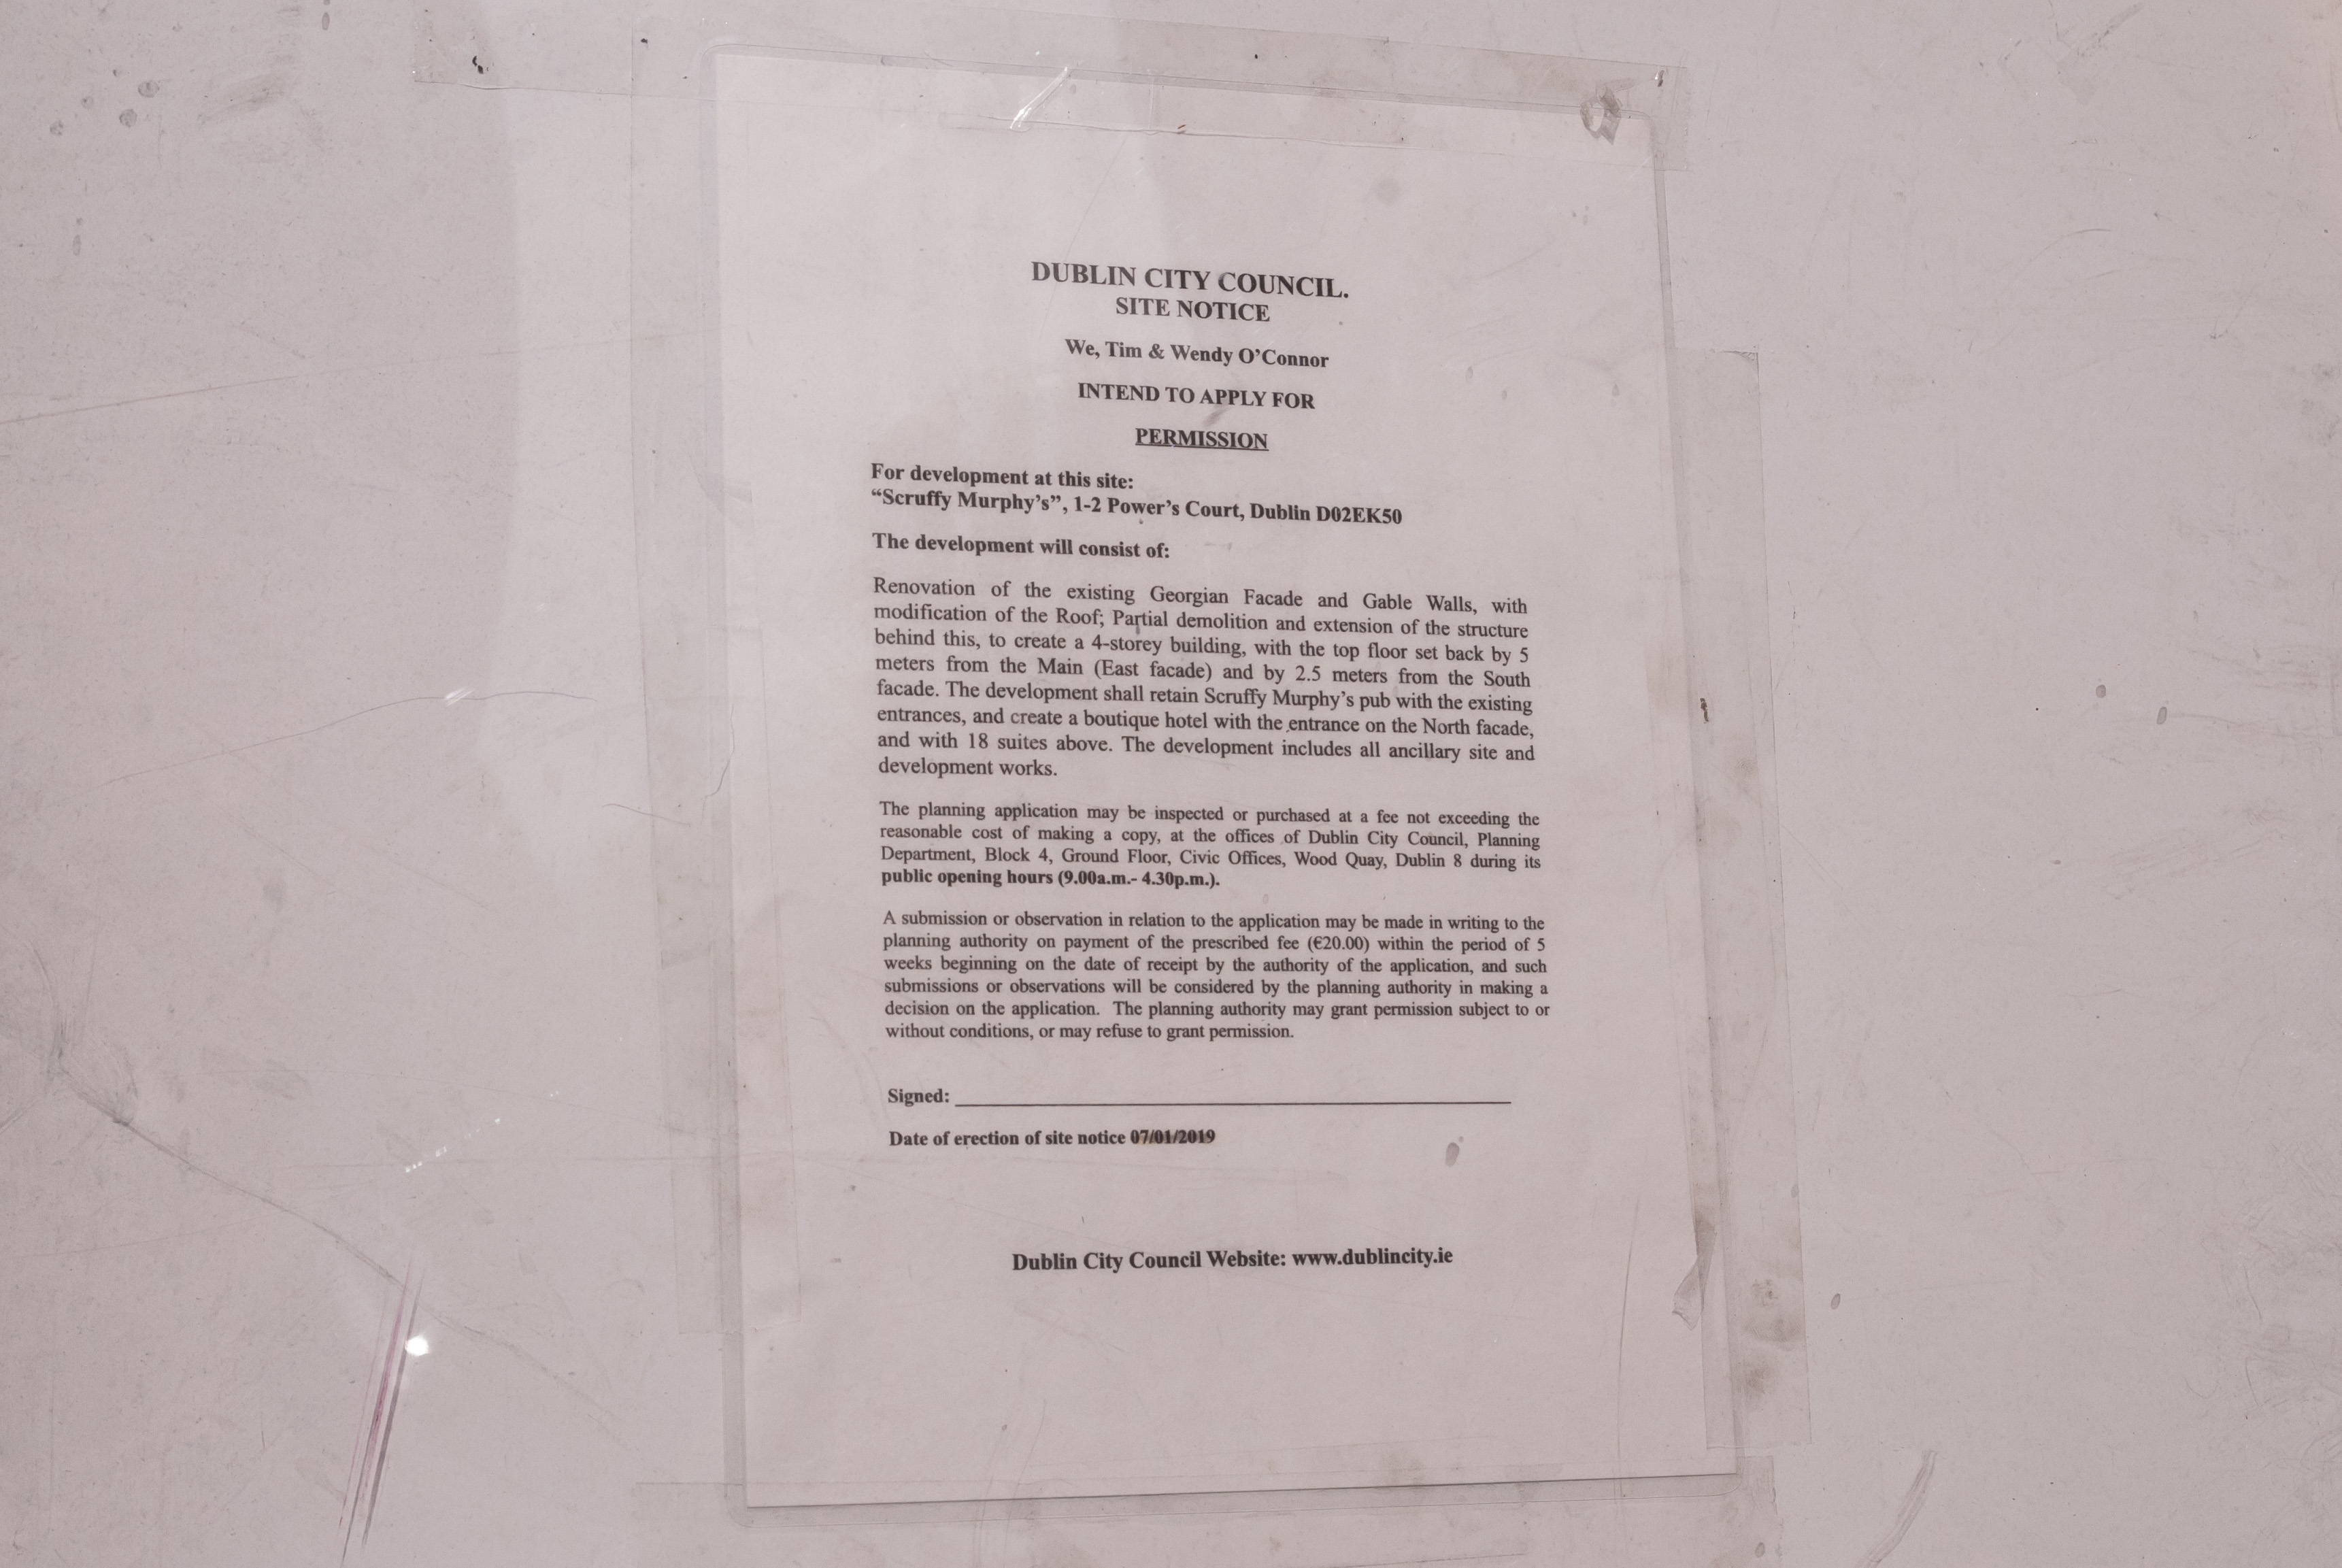 DUBLIN CITY COUNCIL.
SITE NOTICE
We, Tim & Wendy O’Connor
INTEND TO APPLY FOR
PERMISSION
For development at this site:
“Scruffy Murphy’s”, 1-2 Power’s Court, Dublin D02EK50
The development will consist of:
Renovation of the existing Georgian Facade and Gable Walls, with
modification of the Roof; Partial demolition and extension of the structure
behind this, to create a 4-storey building, with the top floor set back by 5
meters from the Main (East facade) and by 2.5 meters from the South
facade. The development shall retain Scruffy Murphy’s pub with the existing
entrances, and create a boutique hotel with the entrance on the North facade,
and with 18 suites above. The development includes all ancillary site and
development works.
The planning application may be inspected or purchased at a fee not exceeding the
reasonable cost of making a copy, at the offices of Dublin City Council, Planning
Department, Block 4, Ground Floor, Civic Offices, Wood Quay, Dublin 8 during its
public opening hours (9.00a.m.- 4.30p.m.).
A submission or observation in relation to the application may be made in writing to the
planning authority on payment of the prescribed fee (€20.00) within the period of 5
weeks beginning on the date of receipt by the authority of the application, and such
submissions or observations will be considered by the planning authority in making a
decision on the application. The planning authority may grant permission subject to or
without conditions, or may refuse to grant permission.
Signed:
Date of erection of site notice 07/01/2019
Dublin City Council Website: www.dublincity.ie